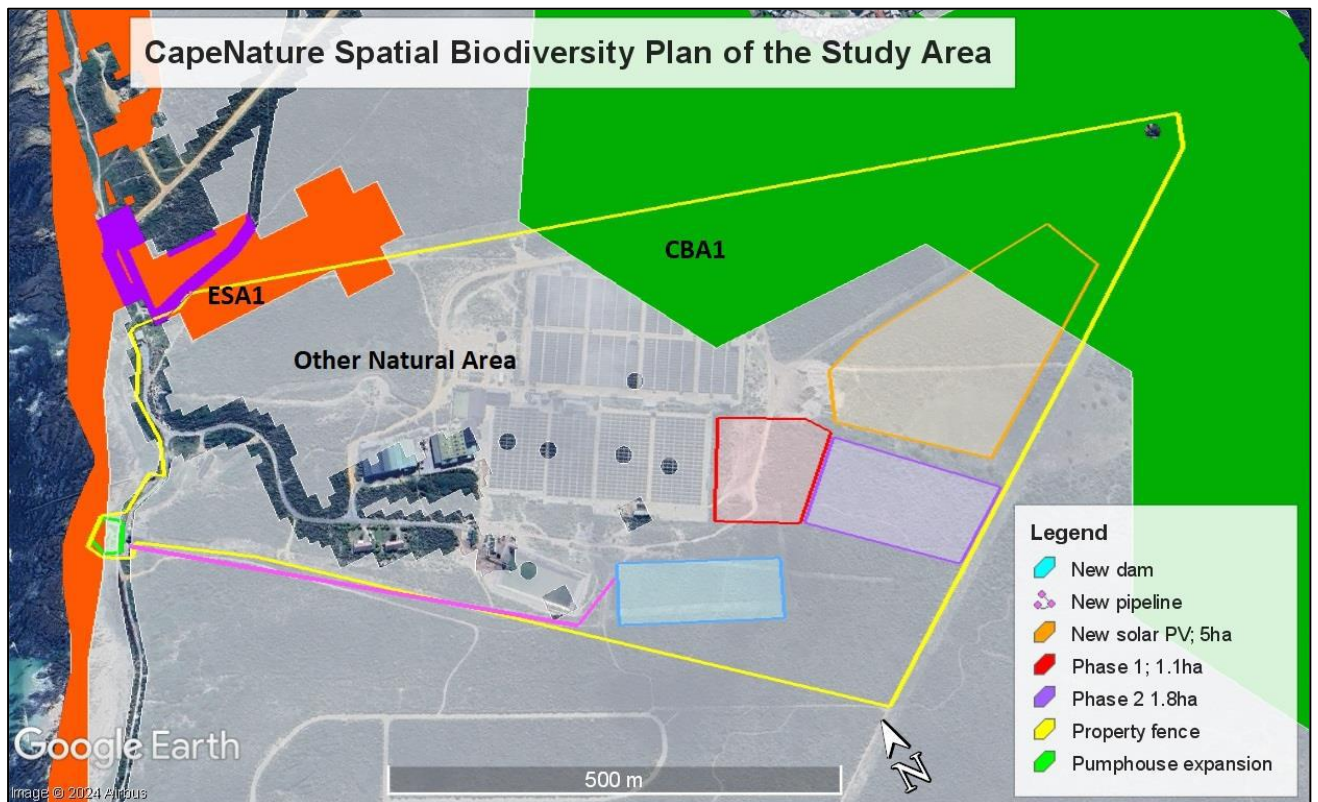 CapeNature Spatial Biodiversity Plan of the Study Area
CBA1
ESA1
Other Natural Area
Legend
New dam
New pipeline
New solar PV; 5ha
Phase 1; 1.1ha
Phase 2 1.8ha
Property fence
Pumphouse expansion
N
Google Earth
500 m
Image © 2024 Airbus